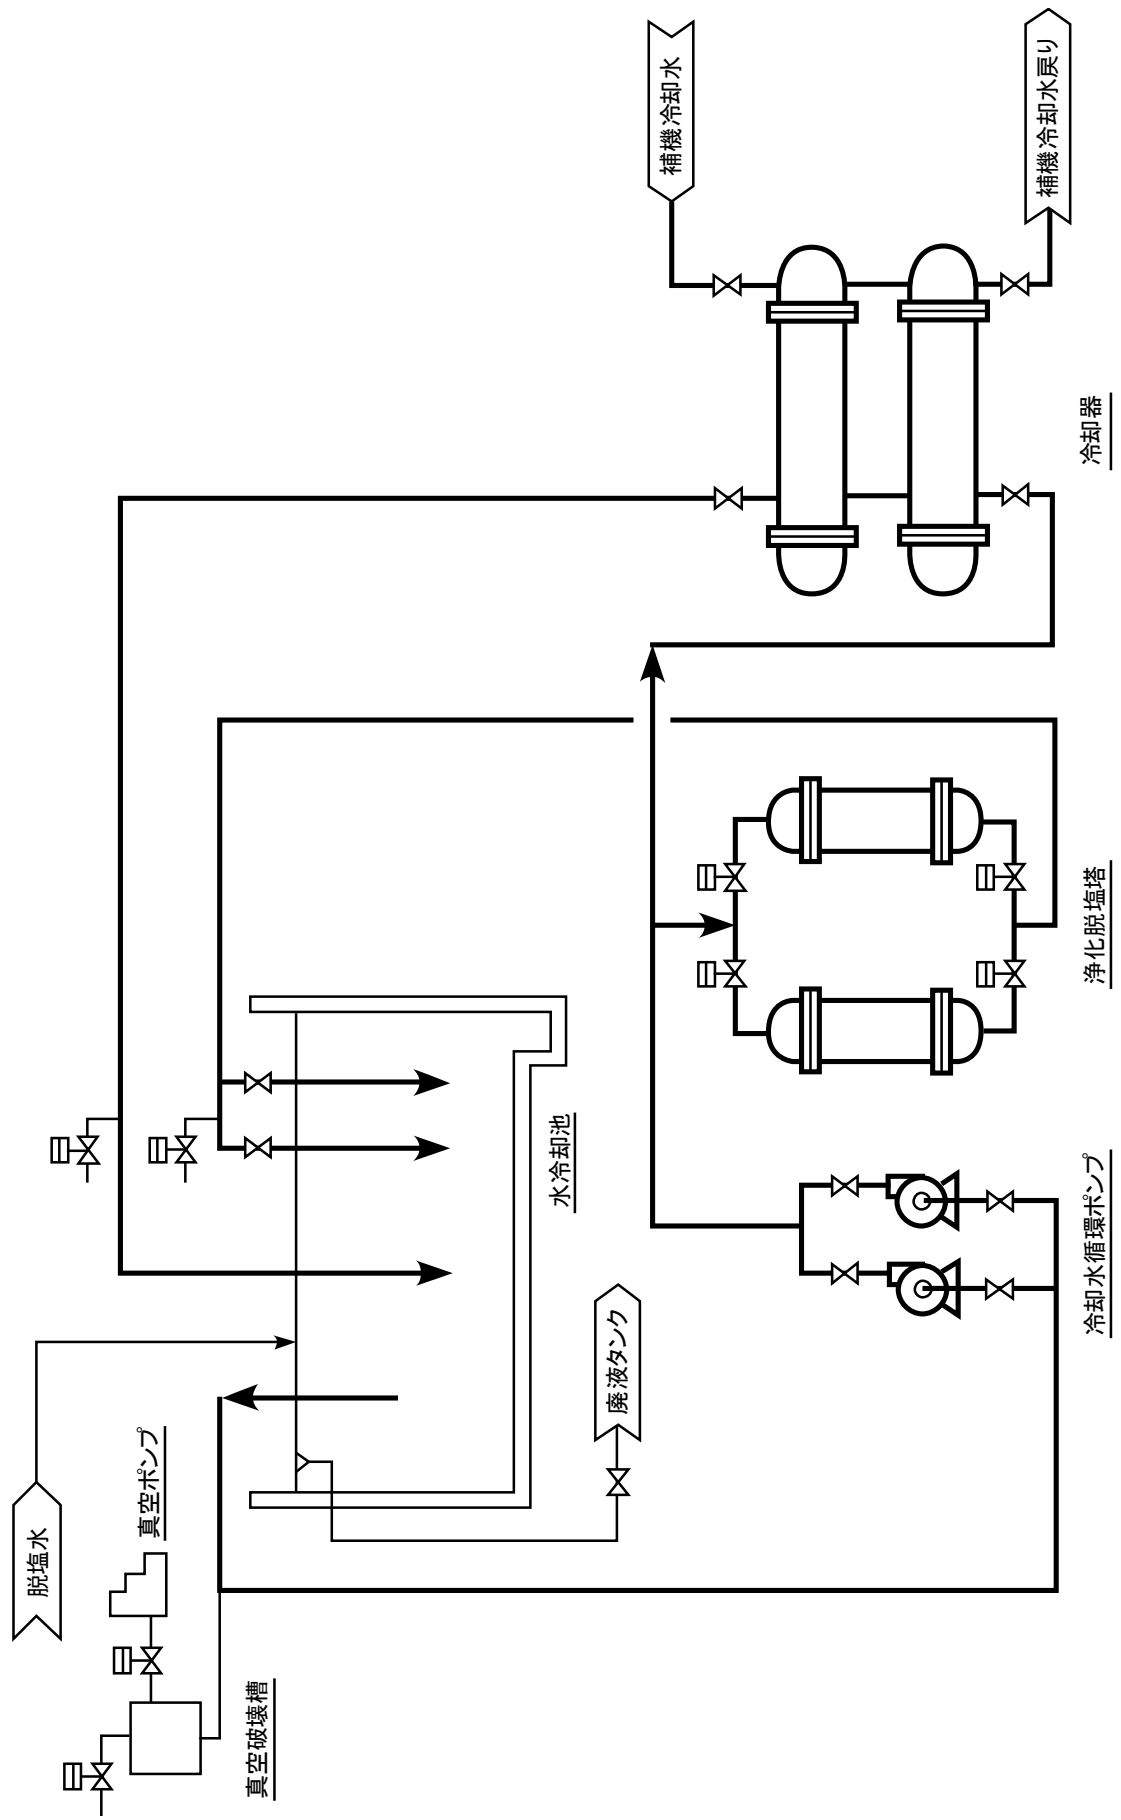 補機冷却水
補機冷却水戻り
冷却器
浄化脱塩塔
水冷却池
冷却水循環ポンプ
廃液タンク
脱塩水
真空ポンプ
真空破壊槽